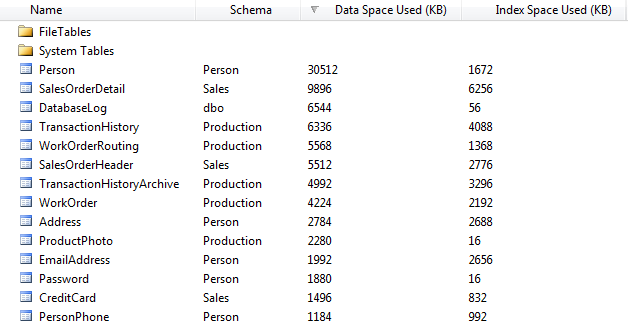 Name Schema Data Space Used (KB) Index Space Used (KB)
FileTables
System Tables
Person Person 30512 1672
SalesOrderDetail Sales 9896 6256
DatabaseLog dbo 6544 56
TransactionHistory Production 6336 4088
WorkOrderRouting Production 5568 1368
SalesOrderHeader Sales 5512 2776
TransactionHistoryArchive Production 4992 3296
WorkOrder Production 4224 2192
Address Person 2784 2688
ProductPhoto Production 2280 16
EmailAddress Person 1992 2656
Password Person 1880 16
CreditCard Sales 1496 832
PersonPhone Person 1184 992